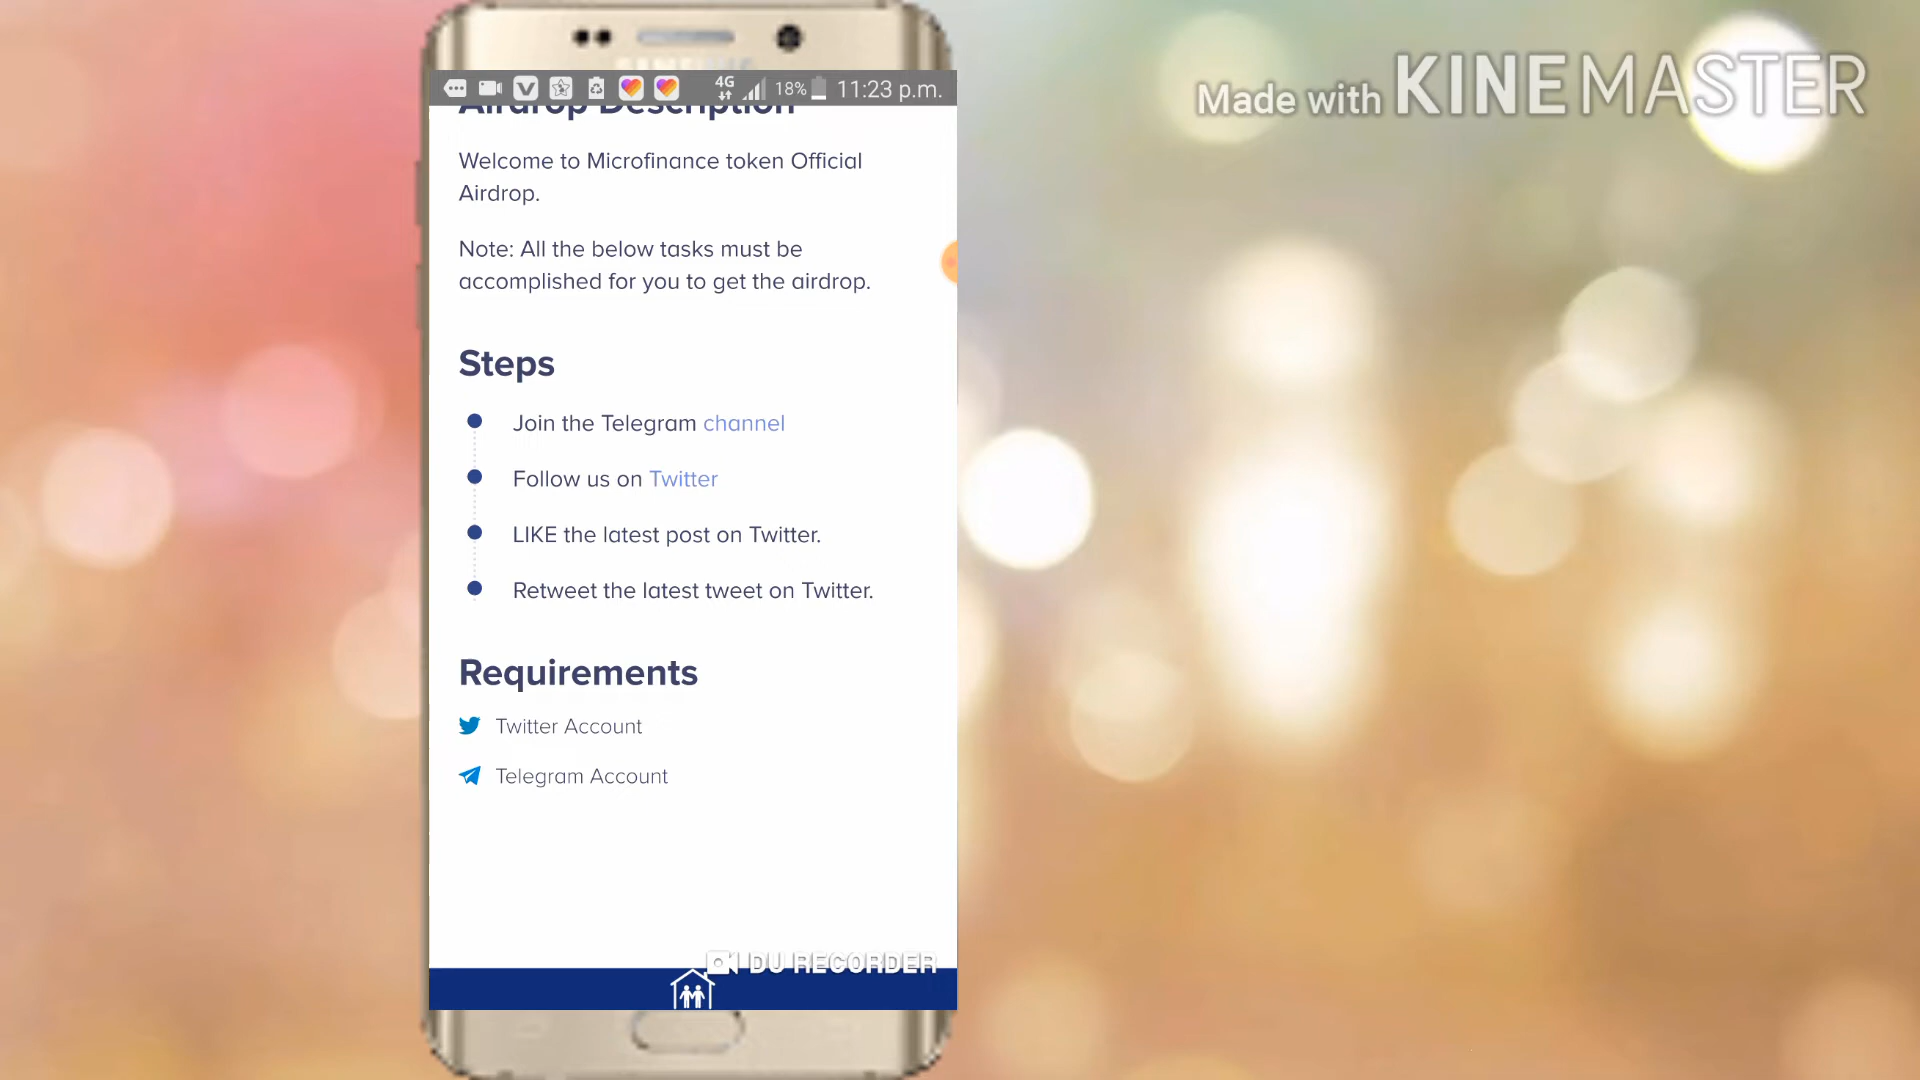 Made with KINEMASTER
4G 18% 11:23 p.m.
Airdrop Description
Welcome to Microfinance token Official
Airdrop.
Note: All the below tasks must be
accomplished for you to get the airdrop.
Steps
Join the Telegram channel
Follow us on Twitter
LIKE the latest post on Twitter.
Retweet the latest tweet on Twitter.
Requirements
Twitter Account
Telegram Account
DU RECORDER